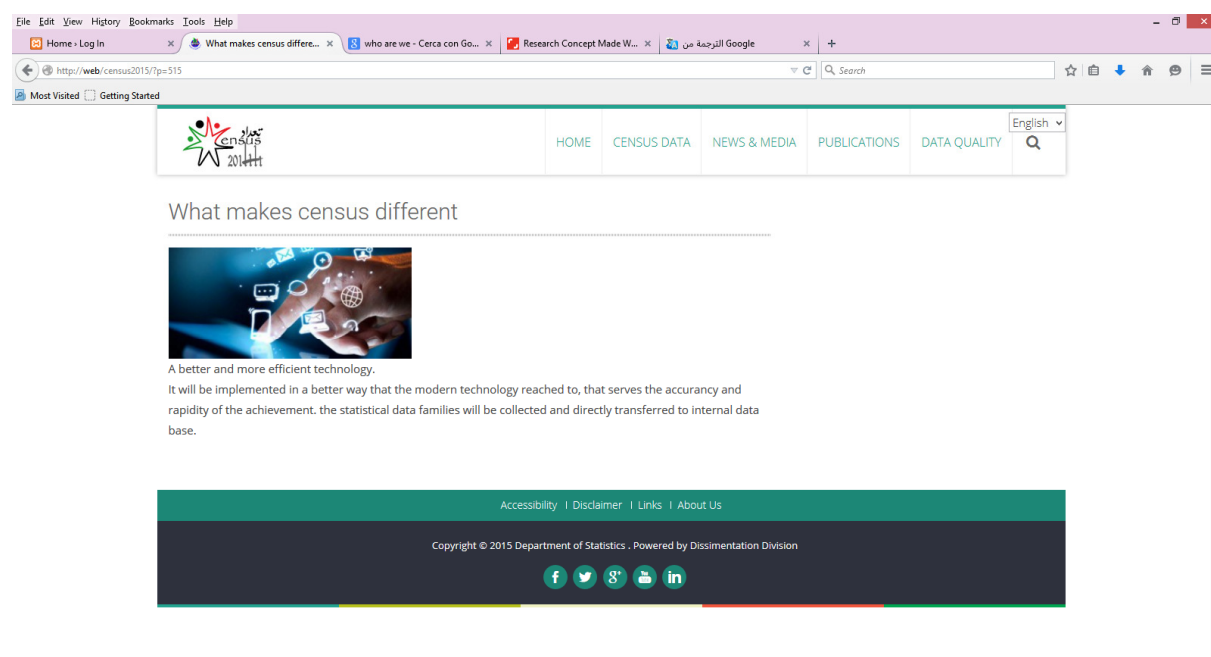 File Edit View History Bookmarks Tools Help
Home › Log In × What makes census differe... × who are we - Cerca con Go... × Research Concept Made W... × الترجمة من Google × +
http://web/census2015/?p=515 Search
Most Visited Getting Started
English
تعداد
Census
201
HOME CENSUS DATA NEWS & MEDIA PUBLICATIONS DATA QUALITY
What makes census different
A better and more efficient technology.
It will be implemented in a better way that the modern technology reached to, that serves the accurancy and
rapidity of the achievement. the statistical data families will be collected and directly transferred to internal data
base.
Accessibility | Disclaimer | Links | About Us
Copyright © 2015 Department of Statistics . Powered by Dissimentation Division